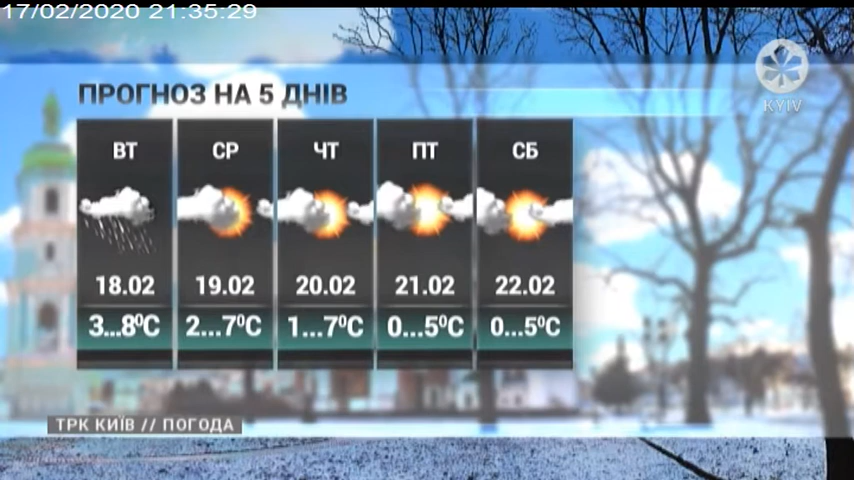 17/02/2020 21:35:29
KYIV
ПРОГНОЗ НА 5 ДНІВ
ВТ СР ЧТ ПТ СБ
18.02 19.02 20.02 21.02 22.02
3...8⁰C 2...7⁰C 1...7⁰C 0...5⁰C 0...5⁰C
ТРК КИЇВ // ПОГОДА